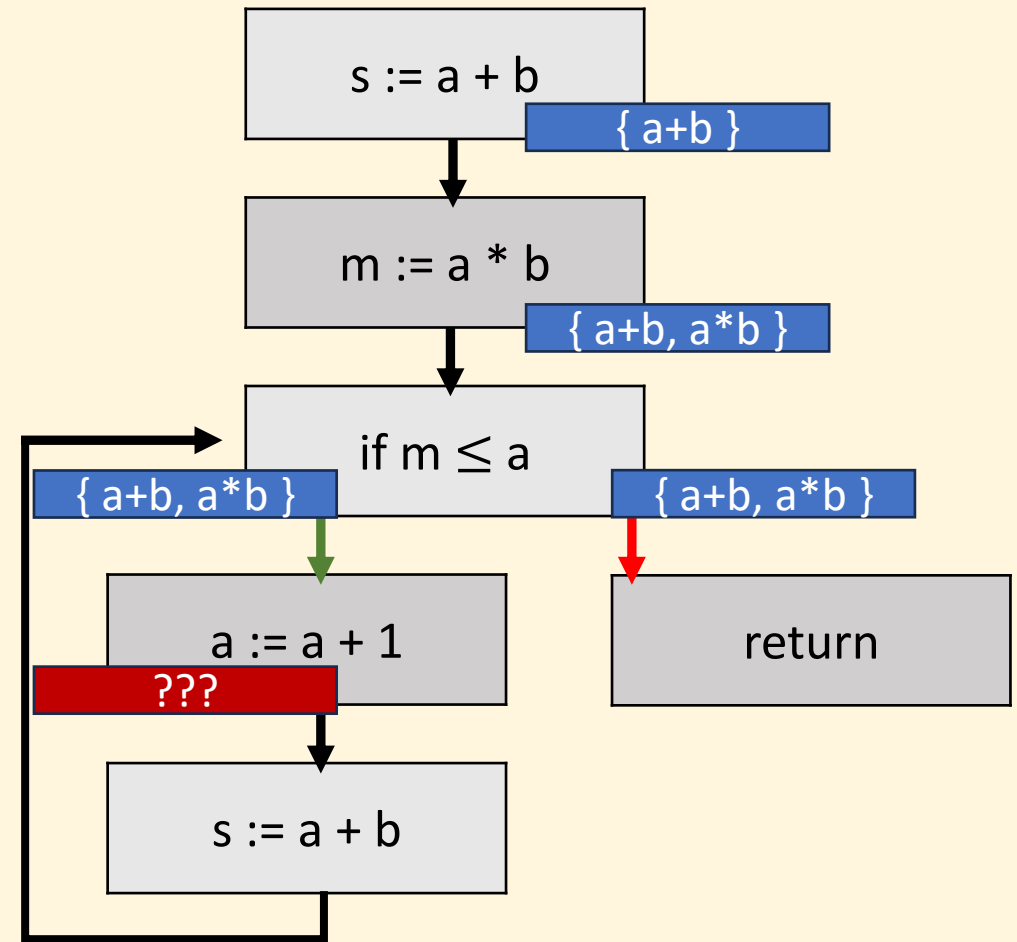 s := a + b
{ a+b }
m := a * b
{ a+b, a*b }
if m ≤ a
{ a+b, a*b }
{ a+b, a*b }
a := a + 1
???
return
s := a + b